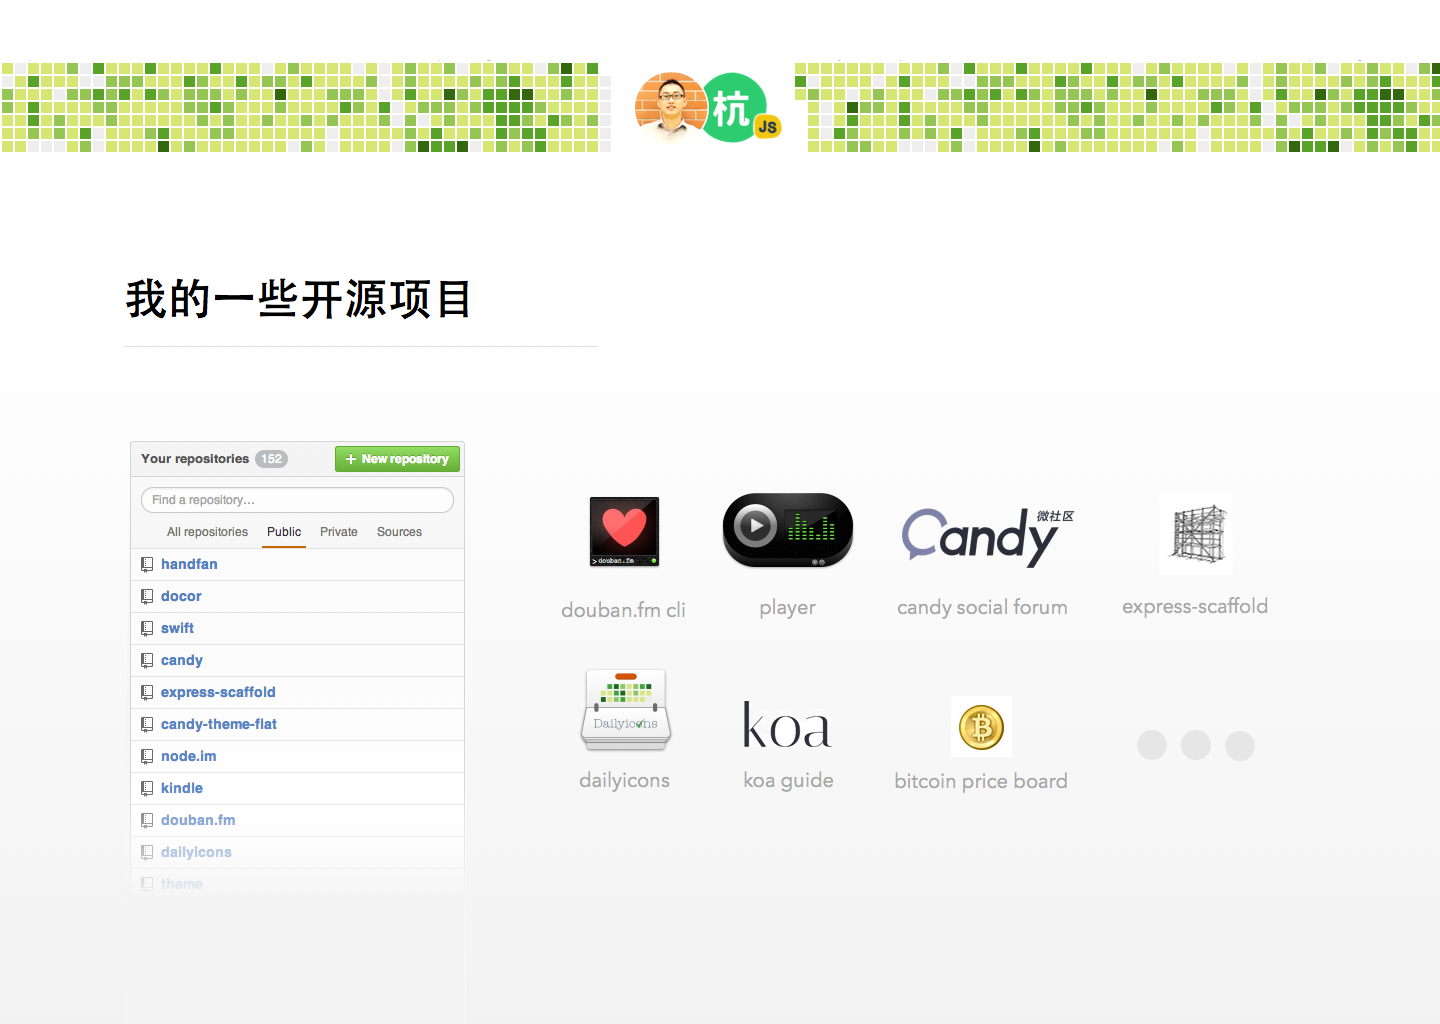 杭
JS
我的一些开源项目
Your repositories 152
+ New repository
Find a repository...
All repositories Public Private Sources
handfan
docor
swift
candy
express-scaffold
candy-theme-flat
node.im
kindle
douban.fm
dailyicons
theme
> douban.fm
Candy 微社区
douban.fm cli
player
candy social forum
express-scaffold
Dailyicons
koa
dailyicons
koa guide
bitcoin price board